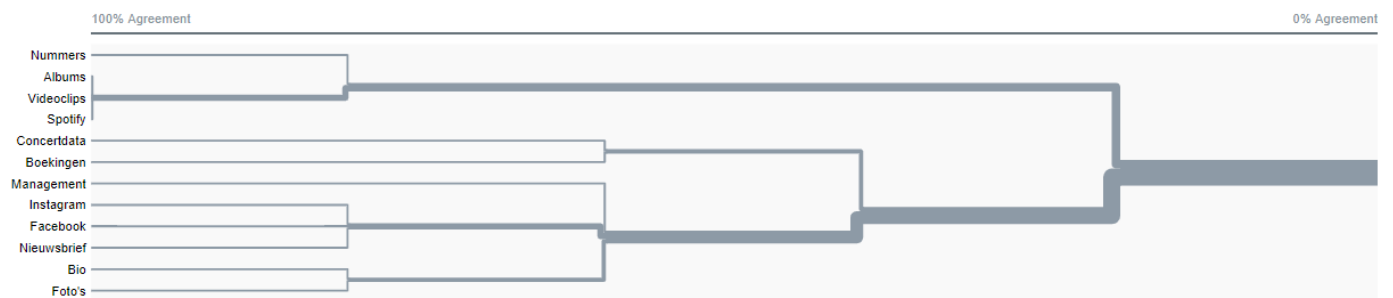 100% Agreement 0% Agreement
Nummers
Albums
Videoclips
Spotify
Concertdata
Boekingen
Management
Instagram
Facebook
Nieuwsbrief
Bio
Foto's